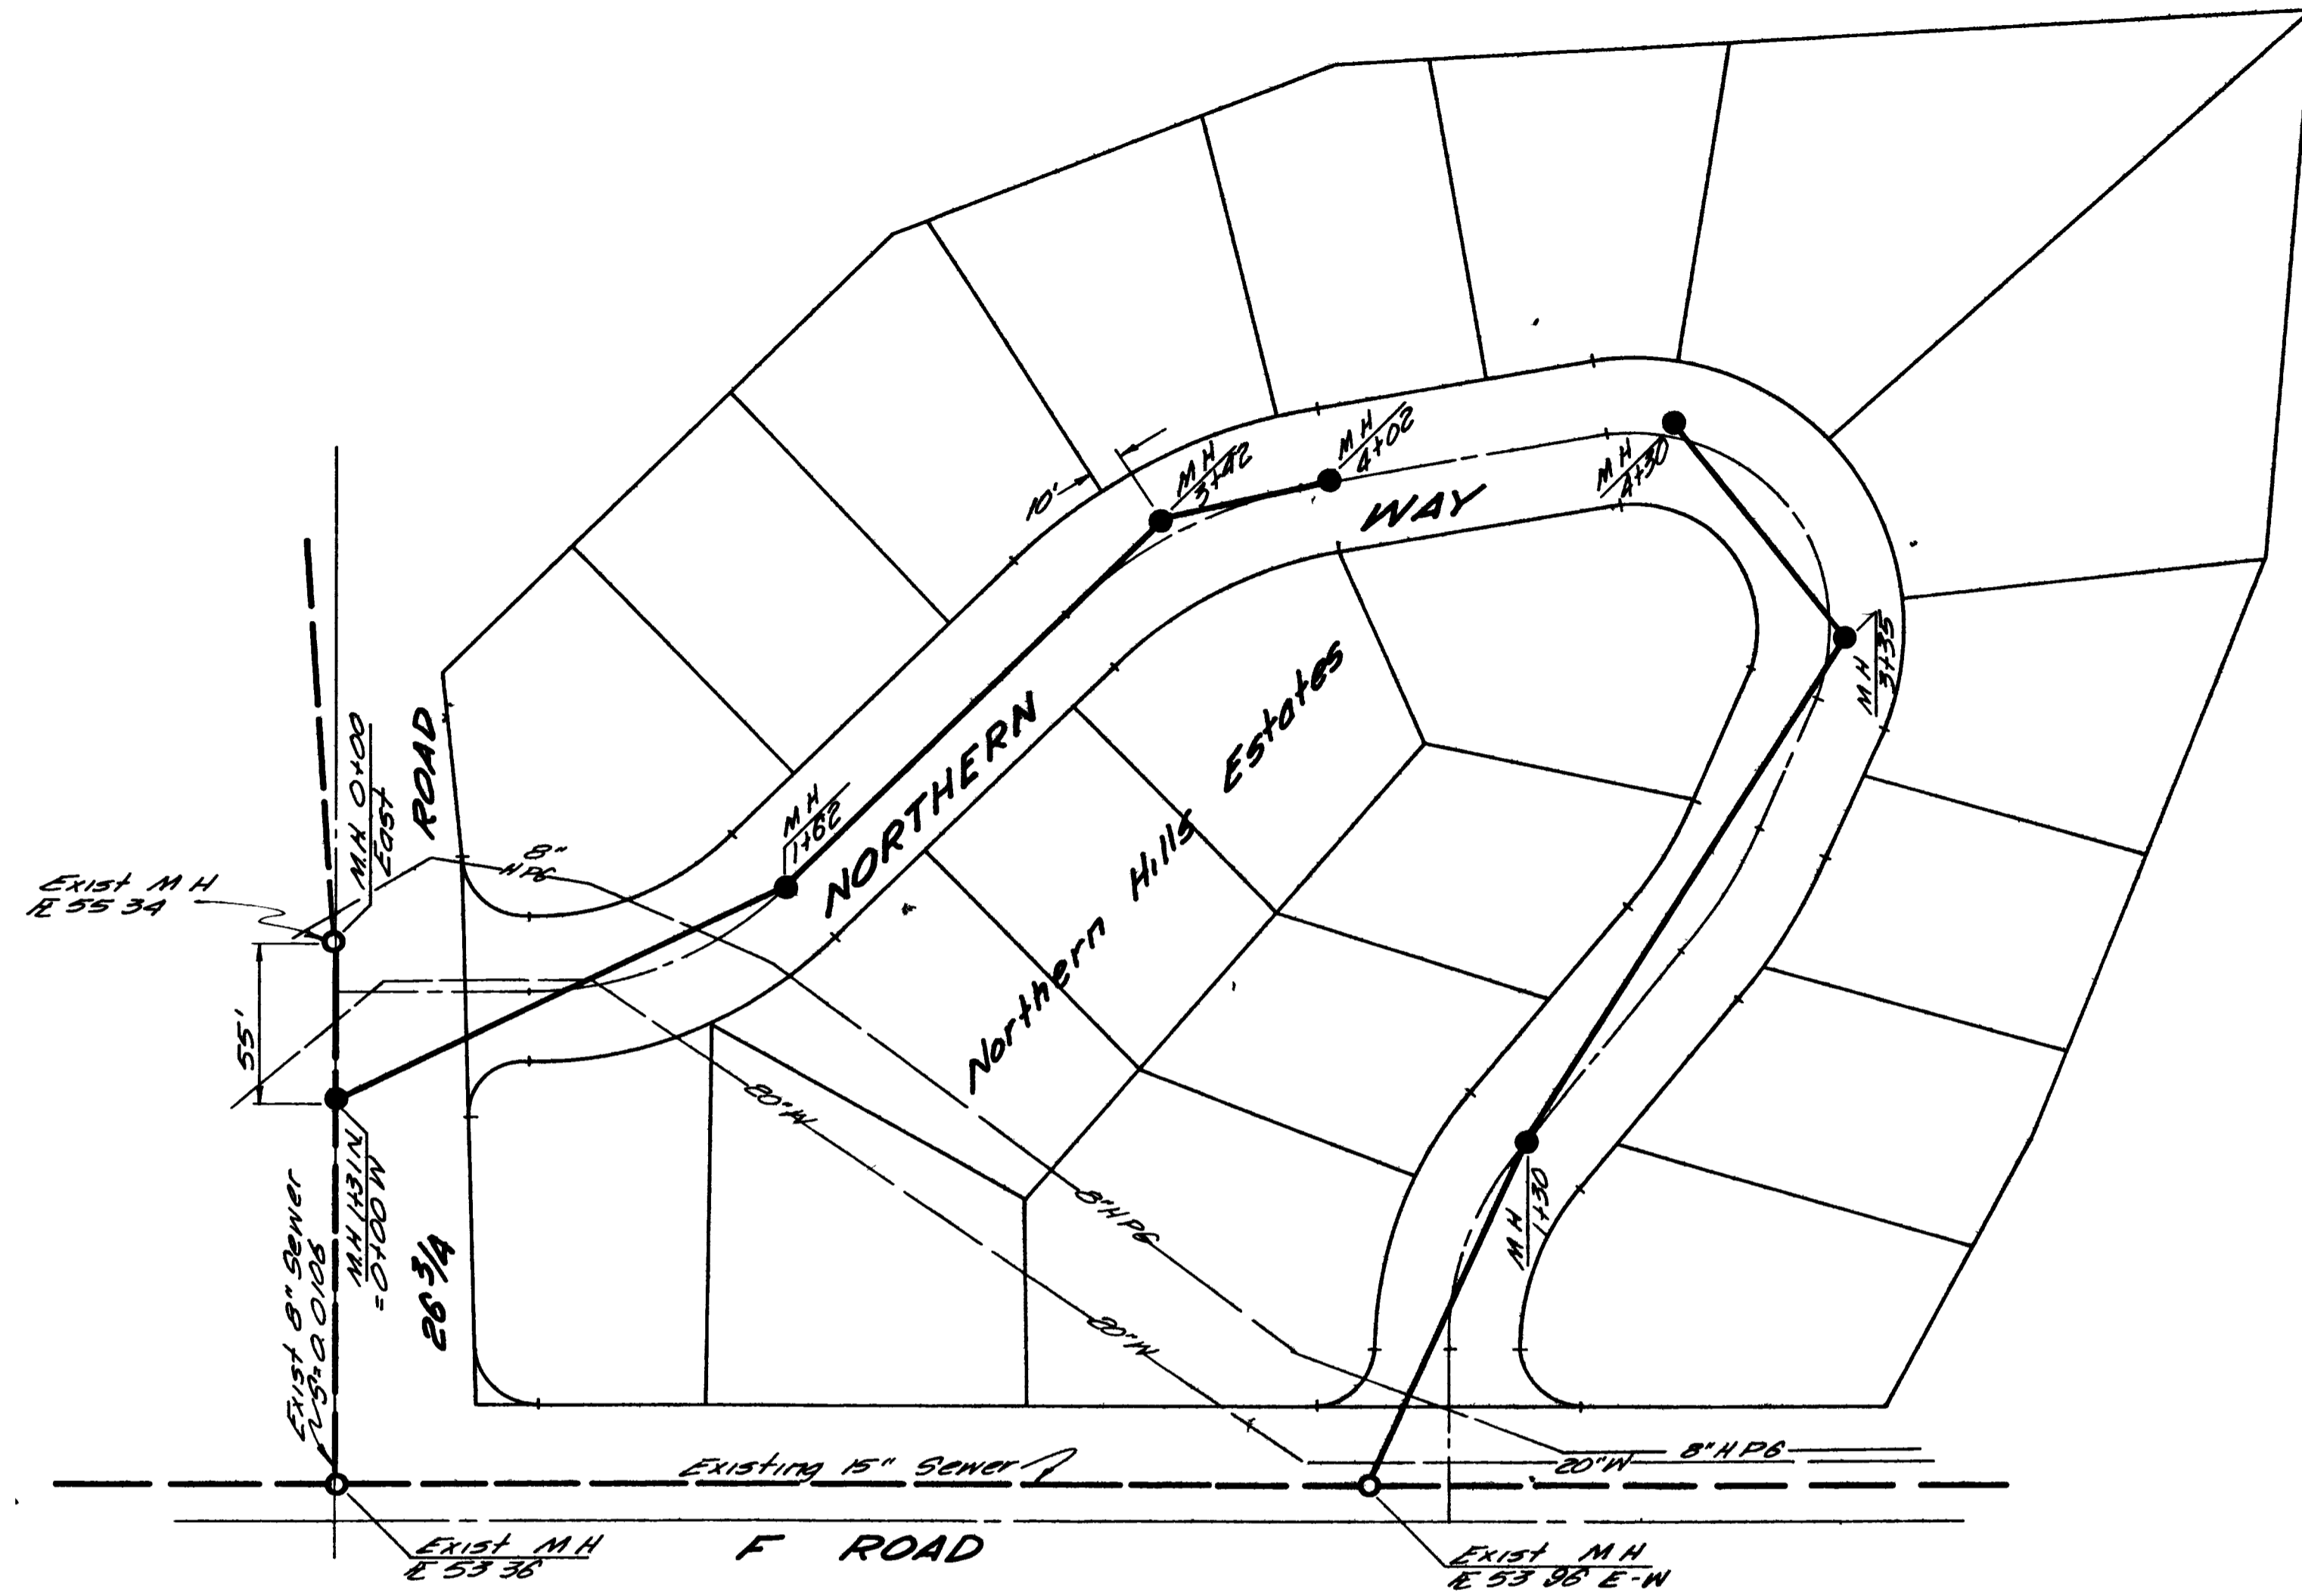 10'
M H
3+42
M H
4+02
M H
4+30
WAY
M H
3+35
NORTHERN
Northern Hills Estates
M.H. 0+00
East
ROAD
M H
1+62
8"
H PG
Exist M H
55 34
55'
M.H. 1+31 N
= 0+00 W
Exist 8" Sewer
S=0.0106
26 3/4
20" W
8" H PG
20" W
M H
1+30
8" H PG
20" W
Existing 15" Sewer
Exist M H
53 36
F ROAD
Exist M H
53 96 E-W